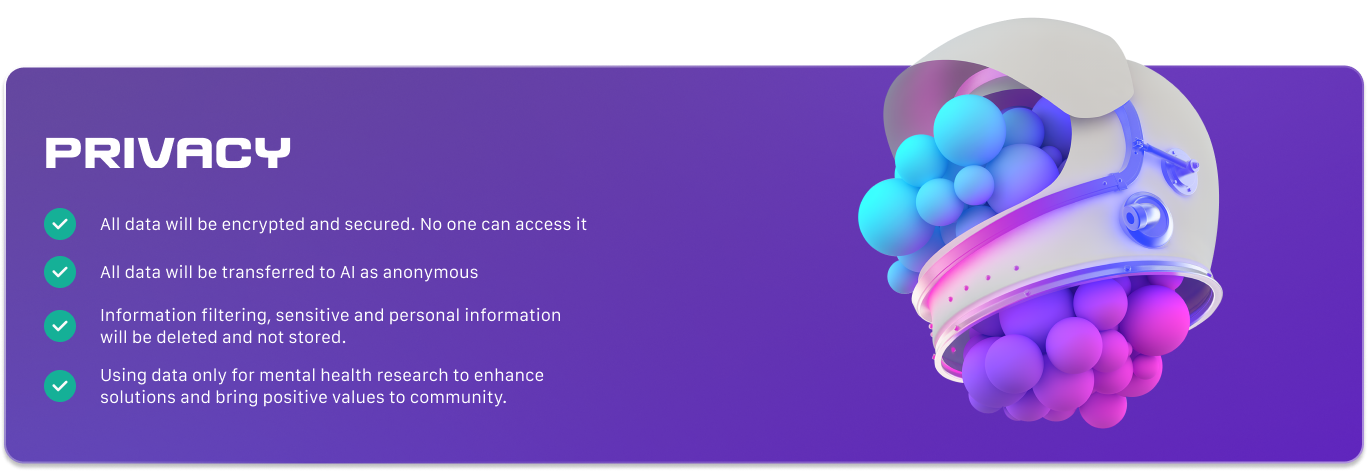 PRIVACY
All data will be encrypted and secured. No one can access it
All data will be transferred to AI as anonymous
Information filtering, sensitive and personal information
will be deleted and not stored.
Using data only for mental health research to enhance
solutions and bring positive values to community.